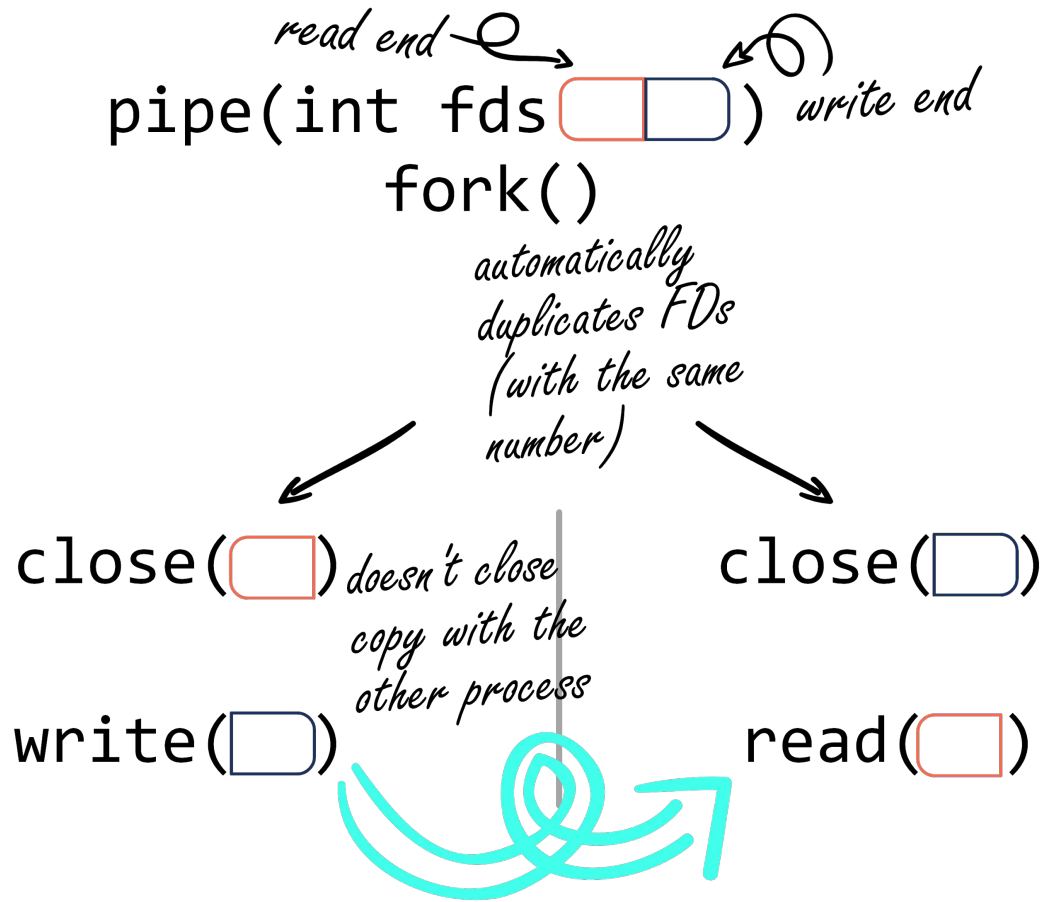 read end
pipe(int fds )
write end
fork()
automatically
duplicates FDs
(with the same
number)
close( )
doesn't close
copy with the
other process
close( )
write( )
read( )